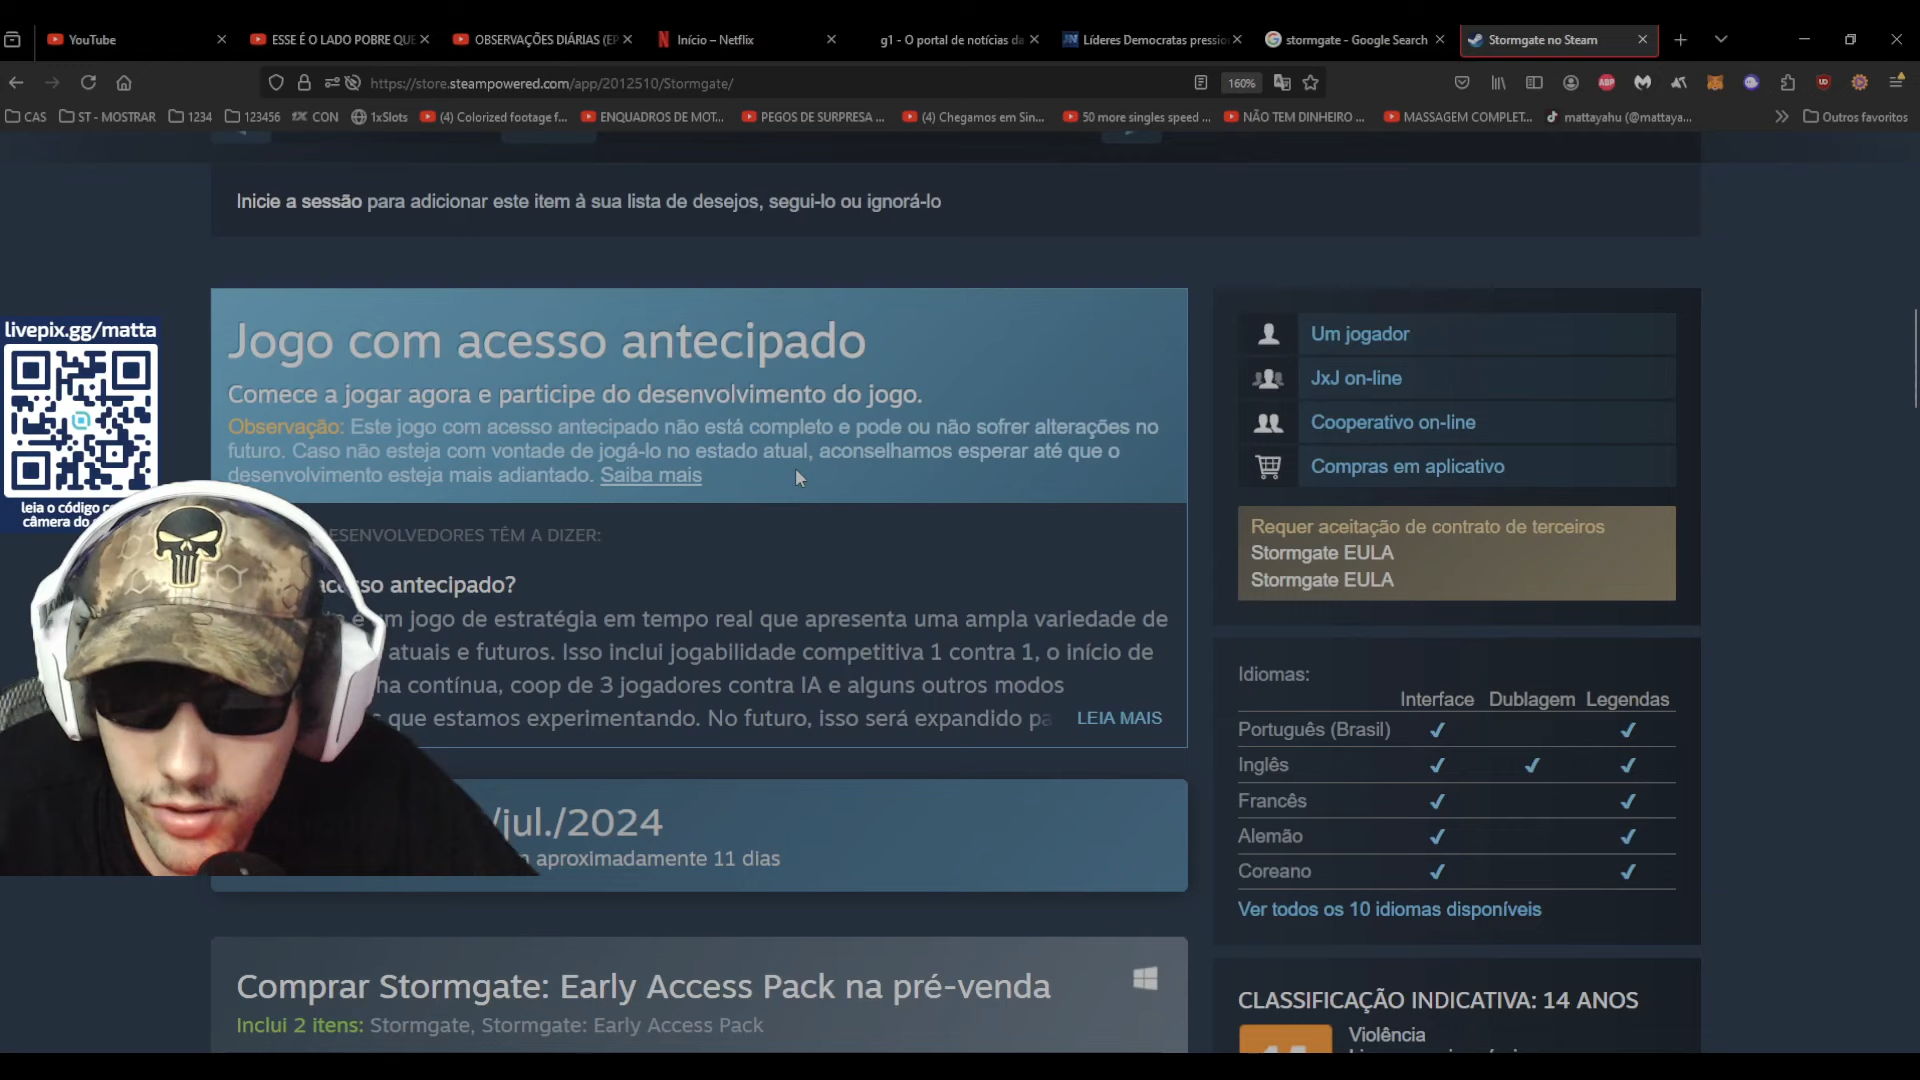 YouTube
ESSE É O LADO POBRE QUE
OBSERVAÇÕES DIÁRIAS (EP
Início – Netflix
g1 - O portal de notícias da
Líderes Democratas pression
stormgate - Google Search
Stormgate no Steam
https://store.steampowered.com/app/2012510/Stormgate/
160%
CAS
ST - MOSTRAR
1234
123456
CON
1xSlots
(4) Colorized footage f...
ENQUADROS DE MOT...
PEGOS DE SURPRESA ...
(4) Chegamos em Sin...
50 more singles speed ...
NÃO TEM DINHEIRO ...
MASSAGEM COMPLET...
mattayahu (@mattaya...
Outros favoritos
Inicie a sessão para adicionar este item à sua lista de desejos, segui-lo ou ignorá-lo
livepix.gg/matta
leia o código
câmera do
Jogo com acesso antecipado
Comece a jogar agora e participe do desenvolvimento do jogo.
Observação: Este jogo com acesso antecipado não está completo e pode ou não sofrer alterações no
futuro. Caso não esteja com vontade de jogá-lo no estado atual, aconselhamos esperar até que o
desenvolvimento esteja mais adiantado. Saiba mais
ESENVOLVEDORES TÊM A DIZER:
acesso antecipado?
m jogo de estratégia em tempo real que apresenta uma ampla variedade de
atuais e futuros. Isso inclui jogabilidade competitiva 1 contra 1, o início de
ha contínua, coop de 3 jogadores contra IA e alguns outros modos
que estamos experimentando. No futuro, isso será expandido pa
LEIA MAIS
/jul./2024
aproximadamente 11 dias
Comprar Stormgate: Early Access Pack na pré-venda
Inclui 2 itens: Stormgate, Stormgate: Early Access Pack
Um jogador
JxJ on-line
Cooperativo on-line
Compras em aplicativo
Requer aceitação de contrato de terceiros
Stormgate EULA
Stormgate EULA
Idiomas:
Interface Dublagem Legendas
Português (Brasil)
Inglês
Francês
Alemão
Coreano
Ver todos os 10 idiomas disponíveis
CLASSIFICAÇÃO INDICATIVA: 14 ANOS
Violência